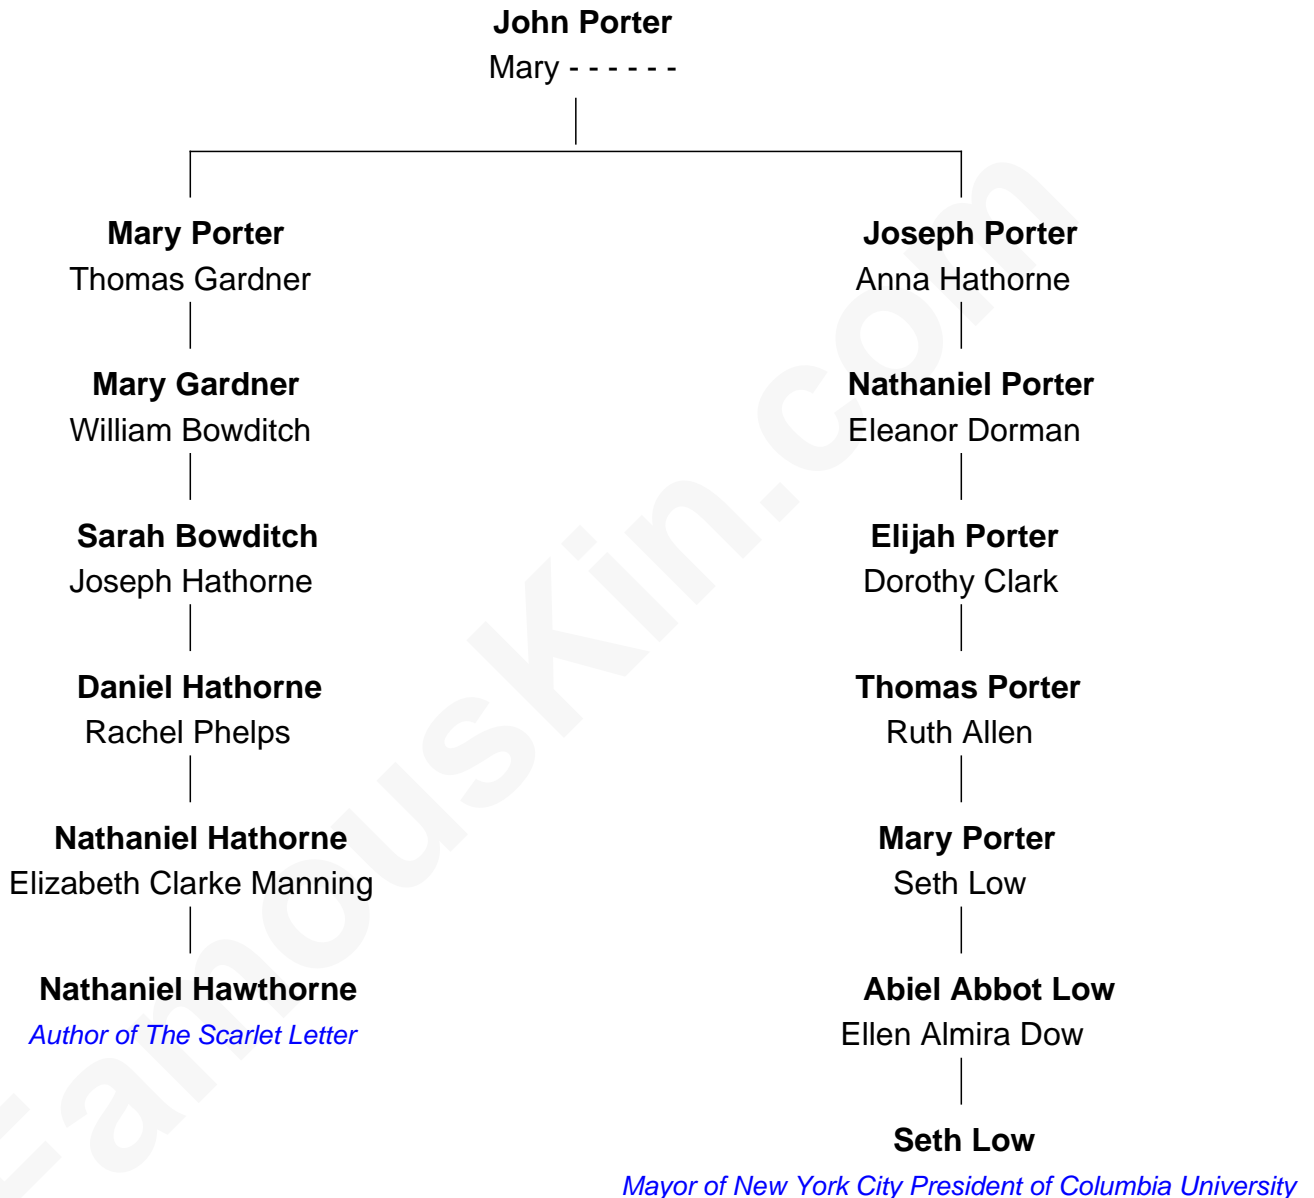 John Porter
Mary - - - - - -
Mary Porter
Thomas Gardner
Joseph Porter
Anna Hathorne
Mary Gardner
William Bowditch
Nathaniel Porter
Eleanor Dorman
Sarah Bowditch
Joseph Hathorne
Elijah Porter
Dorothy Clark
Daniel Hathorne
Rachel Phelps
Thomas Porter
Ruth Allen
Nathaniel Hathorne
Elizabeth Clarke Manning
Mary Porter
Seth Low
Nathaniel Hawthorne
Author of The Scarlet Letter
Abiel Abbot Low
Ellen Almira Dow
Seth Low
Mayor of New York City President of Columbia University
FamousKin.com